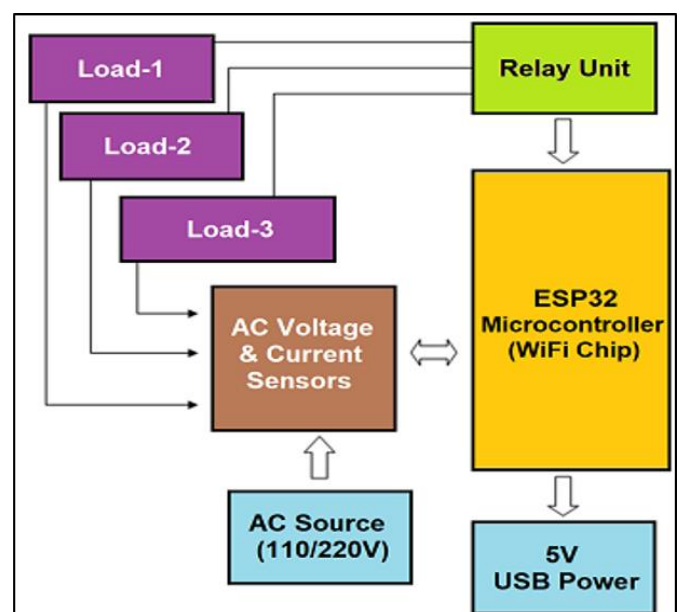 Load-1
Relay Unit
Load-2
Load-3
AC Voltage
& Current
Sensors
ESP32
Microcontroller
(WiFi Chip)
AC Source
(110/220V)
5V
USB Power